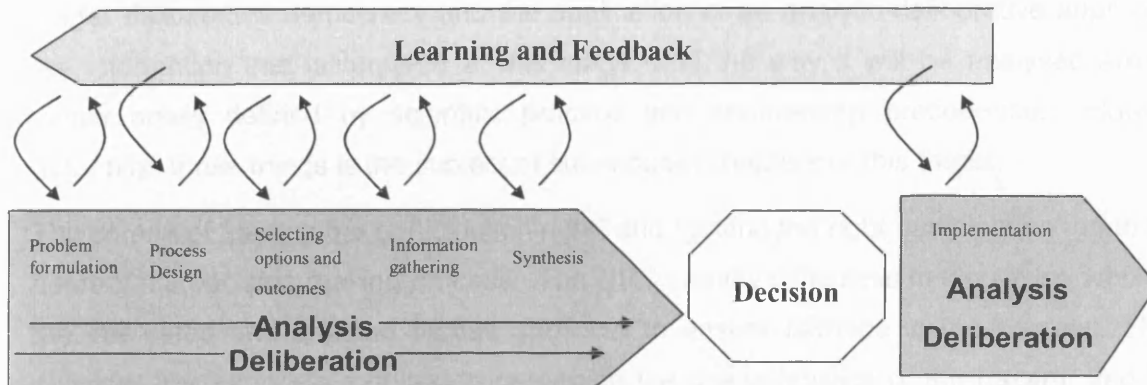 Learning and Feedback
Problem
formulation
Process
Design
Selecting
options and
outcomes
Information
gathering
Synthesis
Analysis
Deliberation
Decision
Implementation
Analysis
Deliberation